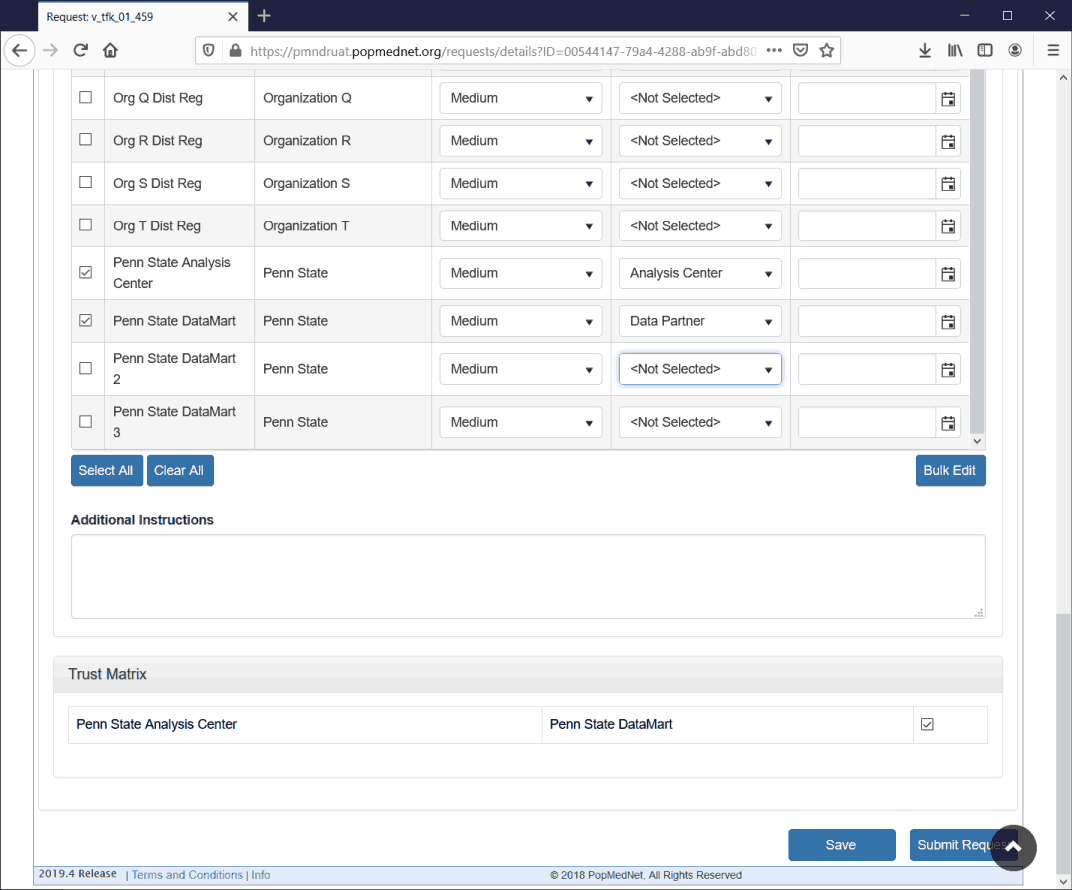 Request: v_tfk_01_459
https://pmndruat.popmednet.org/requests/details?ID=00544147-79a4-4288-ab9f-abd80
Org Q Dist Reg Organization Q Medium <Not Selected>
Org R Dist Reg Organization R Medium <Not Selected>
Org S Dist Reg Organization S Medium <Not Selected>
Org T Dist Reg Organization T Medium <Not Selected>
Penn State Analysis
Center Penn State Medium Analysis Center
Penn State DataMart Penn State Medium Data Partner
Penn State DataMart
2 Penn State Medium <Not Selected>
Penn State DataMart
3 Penn State Medium <Not Selected>
Select All Clear All Bulk Edit
Additional Instructions
Trust Matrix
Penn State Analysis Center Penn State DataMart
Save Submit Reque
2019.4 Release | Terms and Conditions | Info © 2018 PopMedNet, All Rights Reserved